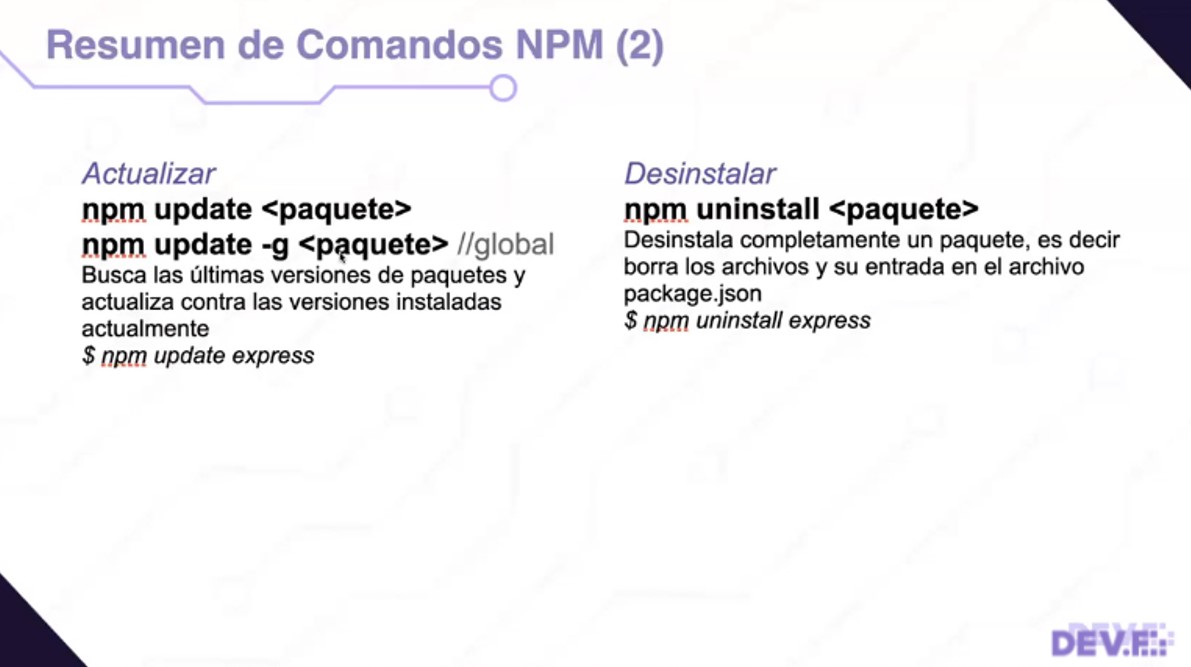 Resumen de Comandos NPM (2)
Actualizar
npm update <paquete>
npm update -g <paquete> //global
Busca las últimas versiones de paquetes y
actualiza contra las versiones instaladas
actualmente
$ npm update express
Desinstalar
npm uninstall <paquete>
Desinstala completamente un paquete, es decir
borra los archivos y su entrada en el archivo
package.json
$ npm uninstall express
DEV.F.: